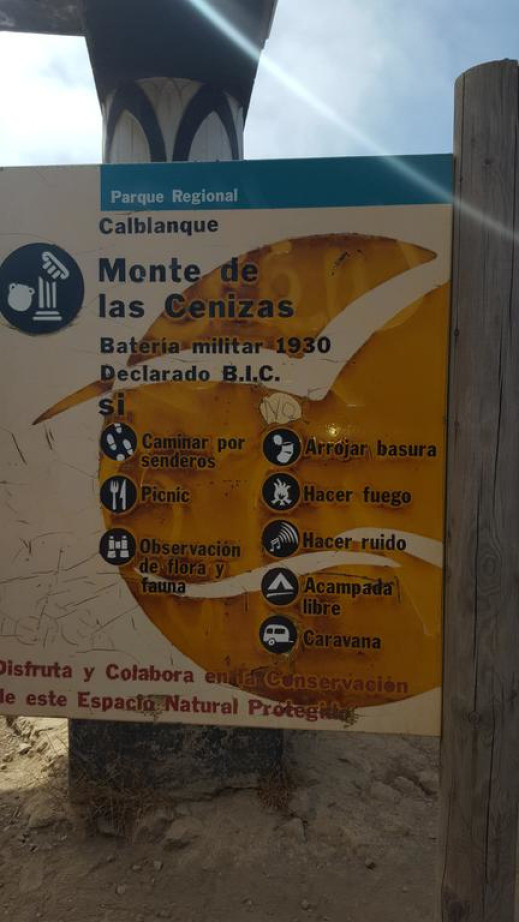 Parque Regional
Calblanque
Monte de
las Cenizas
Batería militar 1930
Declarado B.I.C.
si
NO
Caminar por
senderos
Picnic
Observación
de flora y
fauna
Arrojar basura
Hacer fuego
Hacer ruido
Acampada
libre
Caravana
Disfruta y Colabora en la Conservación
de este Espacio Natural Protegido